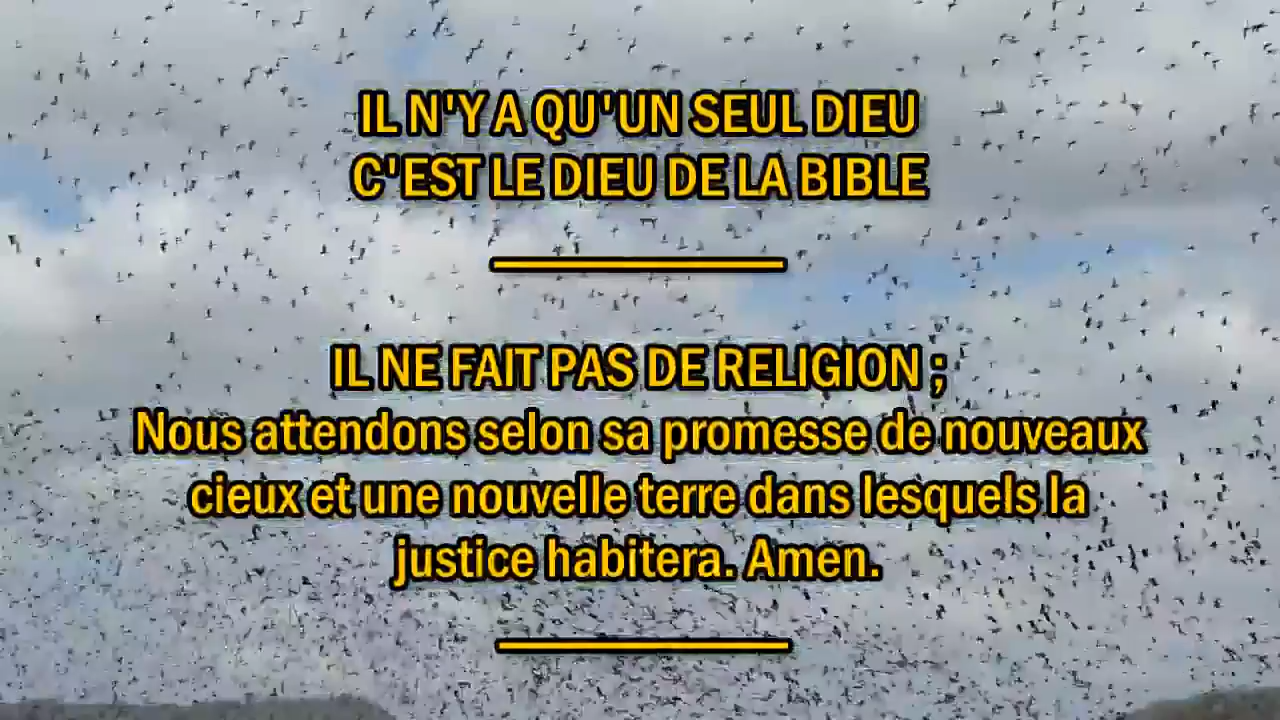 IL N'Y A QU'UN SEUL DIEU
C'EST LE DIEU DE LA BIBLE
IL NE FAIT PAS DE RELIGION ;
Nous attendons selon sa promesse de nouveaux
cieux et une nouvelle terre dans lesquels la
justice habitera. Amen.